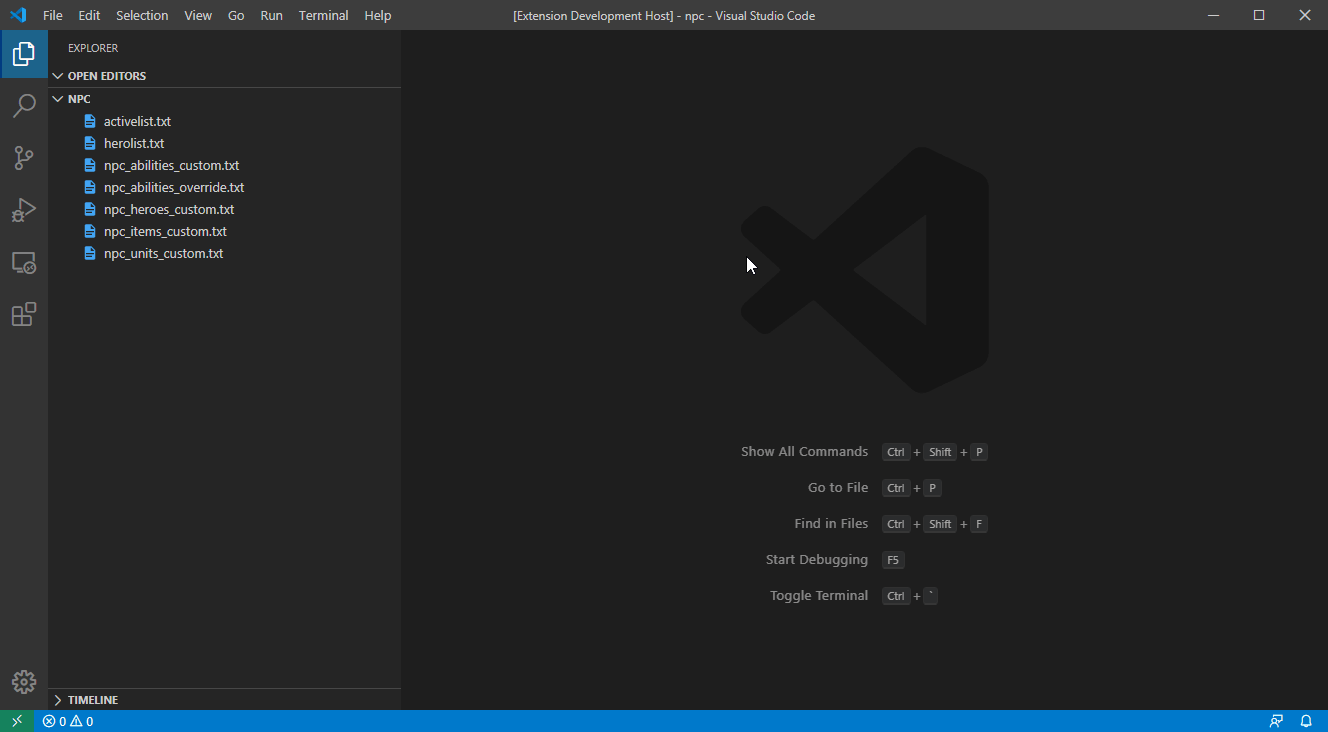 File Edit Selection View Go Run Terminal Help [Extension Development Host] - npc - Visual Studio Code
EXPLORER
OPEN EDITORS
NPC
activelist.txt
herolist.txt
npc_abilities_custom.txt
npc_abilities_override.txt
npc_heroes_custom.txt
npc_items_custom.txt
npc_units_custom.txt
Show All Commands Ctrl + Shift + P
Go to File Ctrl + P
Find in Files Ctrl + Shift + F
Start Debugging F5
Toggle Terminal Ctrl + `
TIMELINE
0 0